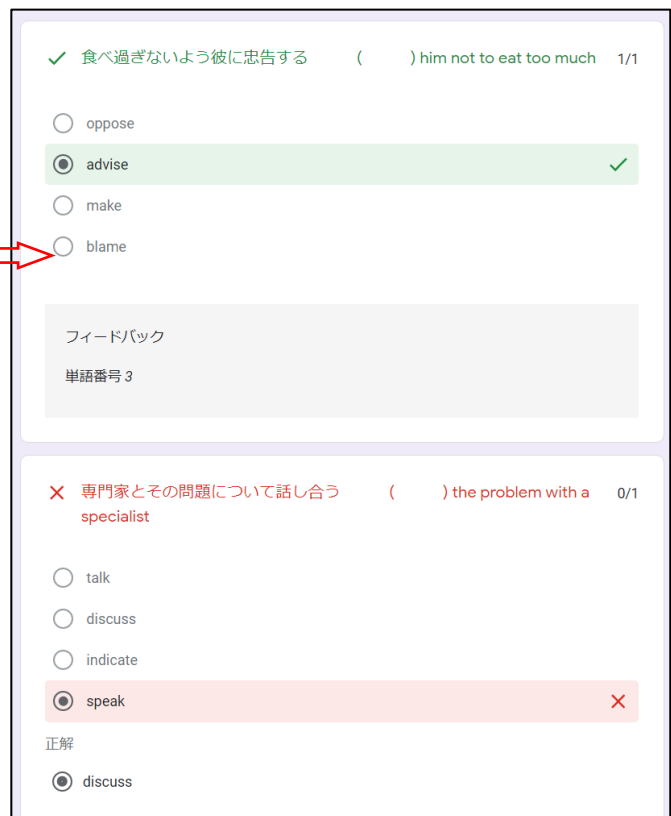 食べ過ぎないよう彼に忠告する ( ) him not to eat too much 1/1
oppose
advise
make
blame
フィードバック
単語番号 3
専門家とその問題について話し合う ( ) the problem with a 0/1
specialist
talk
discuss
indicate
speak
正解
discuss